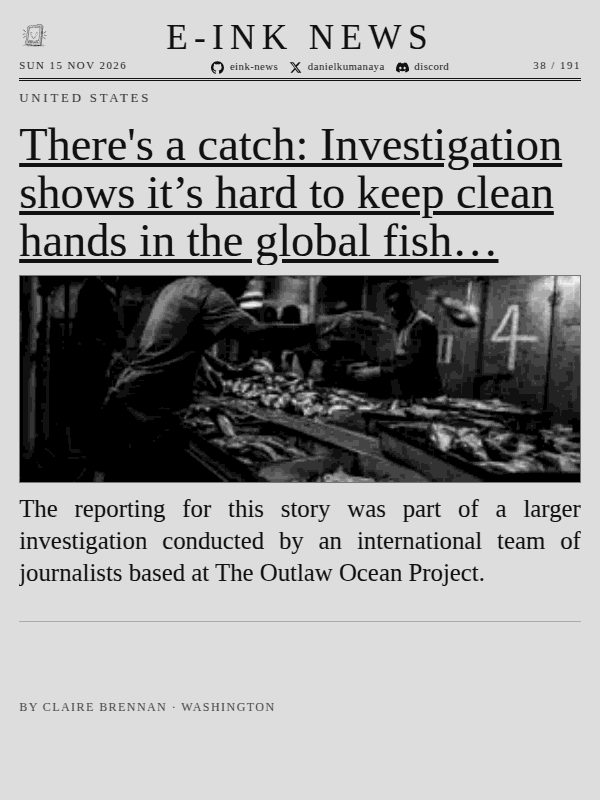 E-INK NEWS
SUN 15 NOV 2026
eink-news danielkumanaya discord
38 / 191
UNITED STATES
There's a catch: Investigation
shows it’s hard to keep clean
hands in the global fish…
4
The reporting for this story was part of a larger
investigation conducted by an international team of
journalists based at The Outlaw Ocean Project.
BY CLAIRE BRENNAN · WASHINGTON